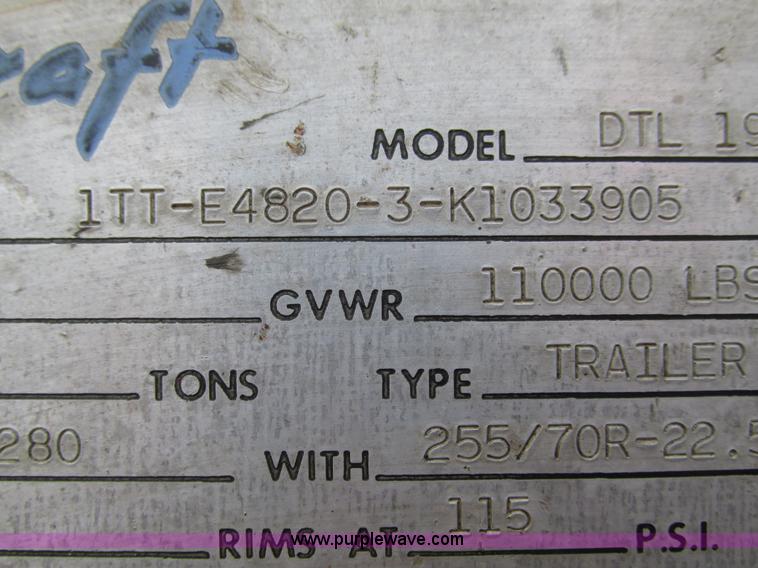 raft
MODEL DTL 19
1TT-E4820-3-K1033905
GVWR 110000 LBS
TONS TYPE TRAILER
280 WITH 255/70R-22.5
RIMS AT 115 P.S.I.
www.purplewave.com